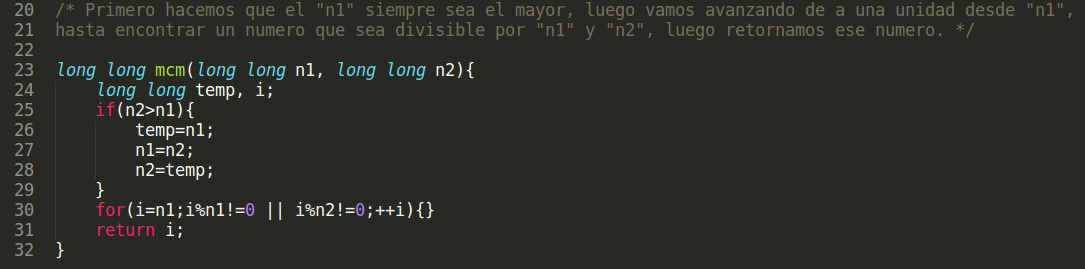 20 /* Primero hacemos que el "n1" siempre sea el mayor, luego vamos avanzando de a una unidad desde "n1",
21 hasta encontrar un numero que sea divisible por "n1" y "n2", luego retornamos ese numero. */
22
23 long long mcm(long long n1, long long n2){
24     long long temp, i;
25     if(n2>n1){
26         temp=n1;
27         n1=n2;
28         n2=temp;
29     }
30     for(i=n1;i%n1!=0 || i%n2!=0;++i){}
31     return i;
32 }